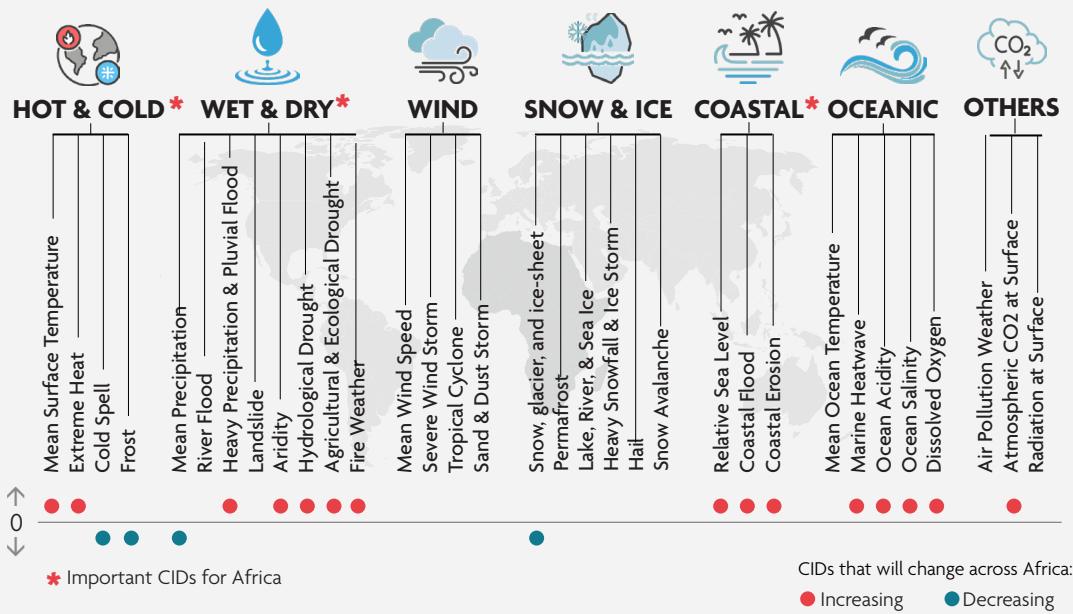 CO₂
HOT & COLD *
WET & DRY *
WIND
SNOW & ICE
COASTAL *
OCEANIC
OTHERS
Mean Surface Temperature
Extreme Heat
Cold Spell
Frost
Mean Precipitation
River Flood
Heavy Precipitation & Pluvial Flood
Landslide
Aridity
Hydrological Drought
Agricultural & Ecological Drought
Fire Weather
Mean Wind Speed
Severe Wind Storm
Tropical Cyclone
Sand & Dust Storm
Snow, glacier, and ice-sheet
Permafrost
Lake, River, & Sea Ice
Heavy Snowfall & Ice Storm
Hail
Snow Avalanche
Relative Sea Level
Coastal Flood
Coastal Erosion
Mean Ocean Temperature
Marine Heatwave
Ocean Acidity
Ocean Salinity
Dissolved Oxygen
Air Pollution Weather
Atmospheric CO2 at Surface
Radiation at Surface
0
* Important CIDs for Africa
CIDs that will change across Africa:
Increasing
Decreasing